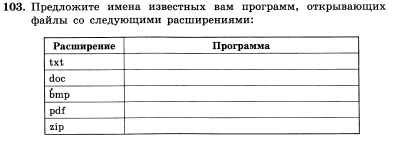 103. Предложите имена известных вам программ, открывающих
файлы со следующими расширениями:
Расширение Программа
txt
doc
bmp
pdf
zip